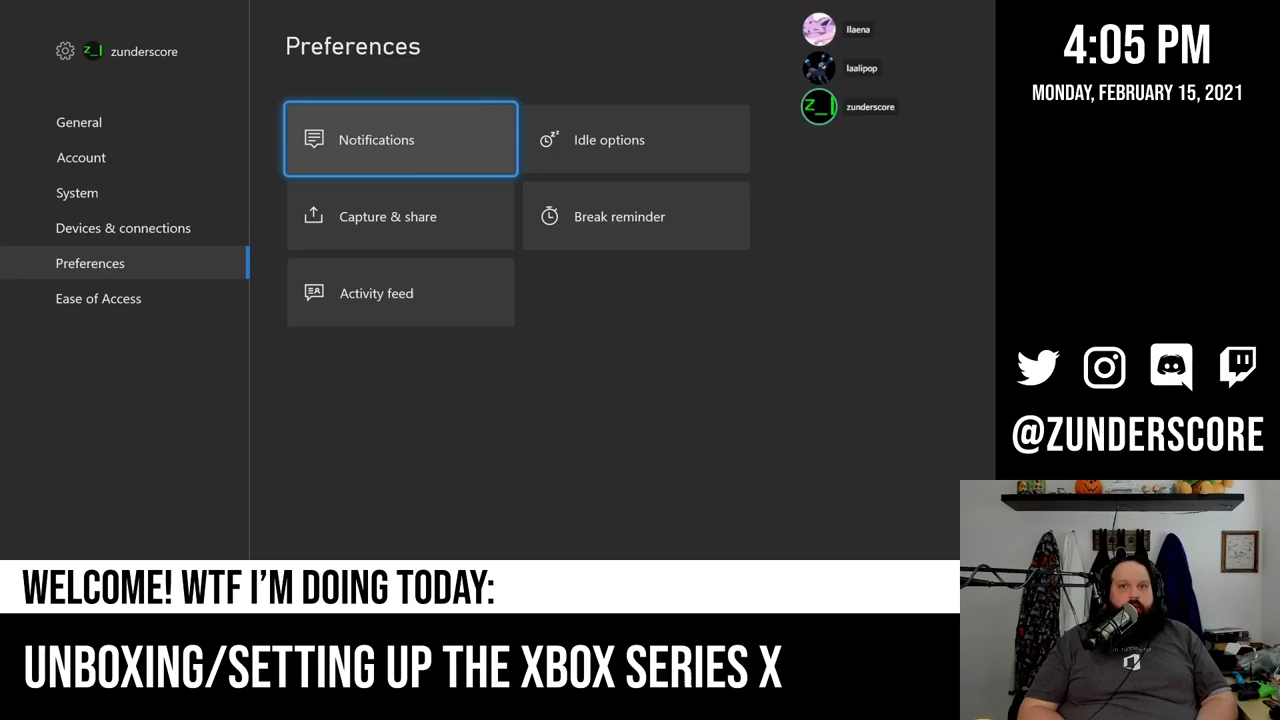 zunderscore
General
Account
System
Devices & connections
Preferences
Ease of Access
Preferences
Notifications
Idle options
Capture & share
Break reminder
Activity feed
llaena
laalipop
zunderscore
4:05 PM
MONDAY, FEBRUARY 15, 2021
@ZUNDERSCORE
WELCOME! WTF I'M DOING TODAY:
UNBOXING/SETTING UP THE XBOX SERIES X